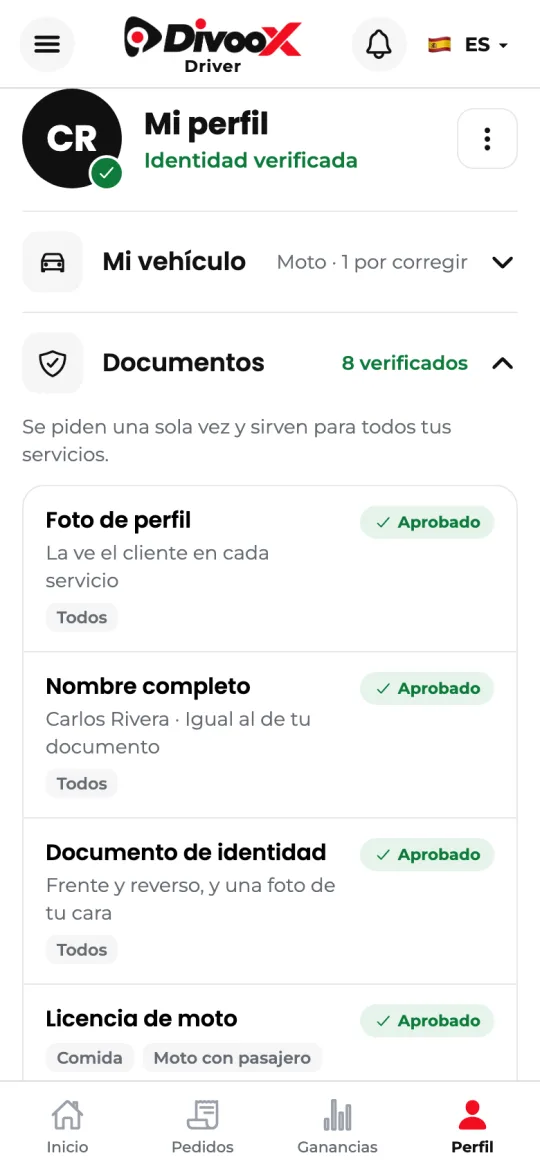 DivooX
Driver
ES
CR
Mi perfil
Identidad verificada
Mi vehículo
Moto · 1 por corregir
Documentos
8 verificados
Se piden una sola vez y sirven para todos tus
servicios.
Foto de perfil
Aprobado
La ve el cliente en cada
servicio
Todos
Nombre completo
Aprobado
Carlos Rivera · Igual al de tu
documento
Todos
Documento de identidad
Aprobado
Frente y reverso, y una foto de
tu cara
Todos
Licencia de moto
Aprobado
Comida
Moto con pasajero
Inicio
Pedidos
Ganancias
Perfil